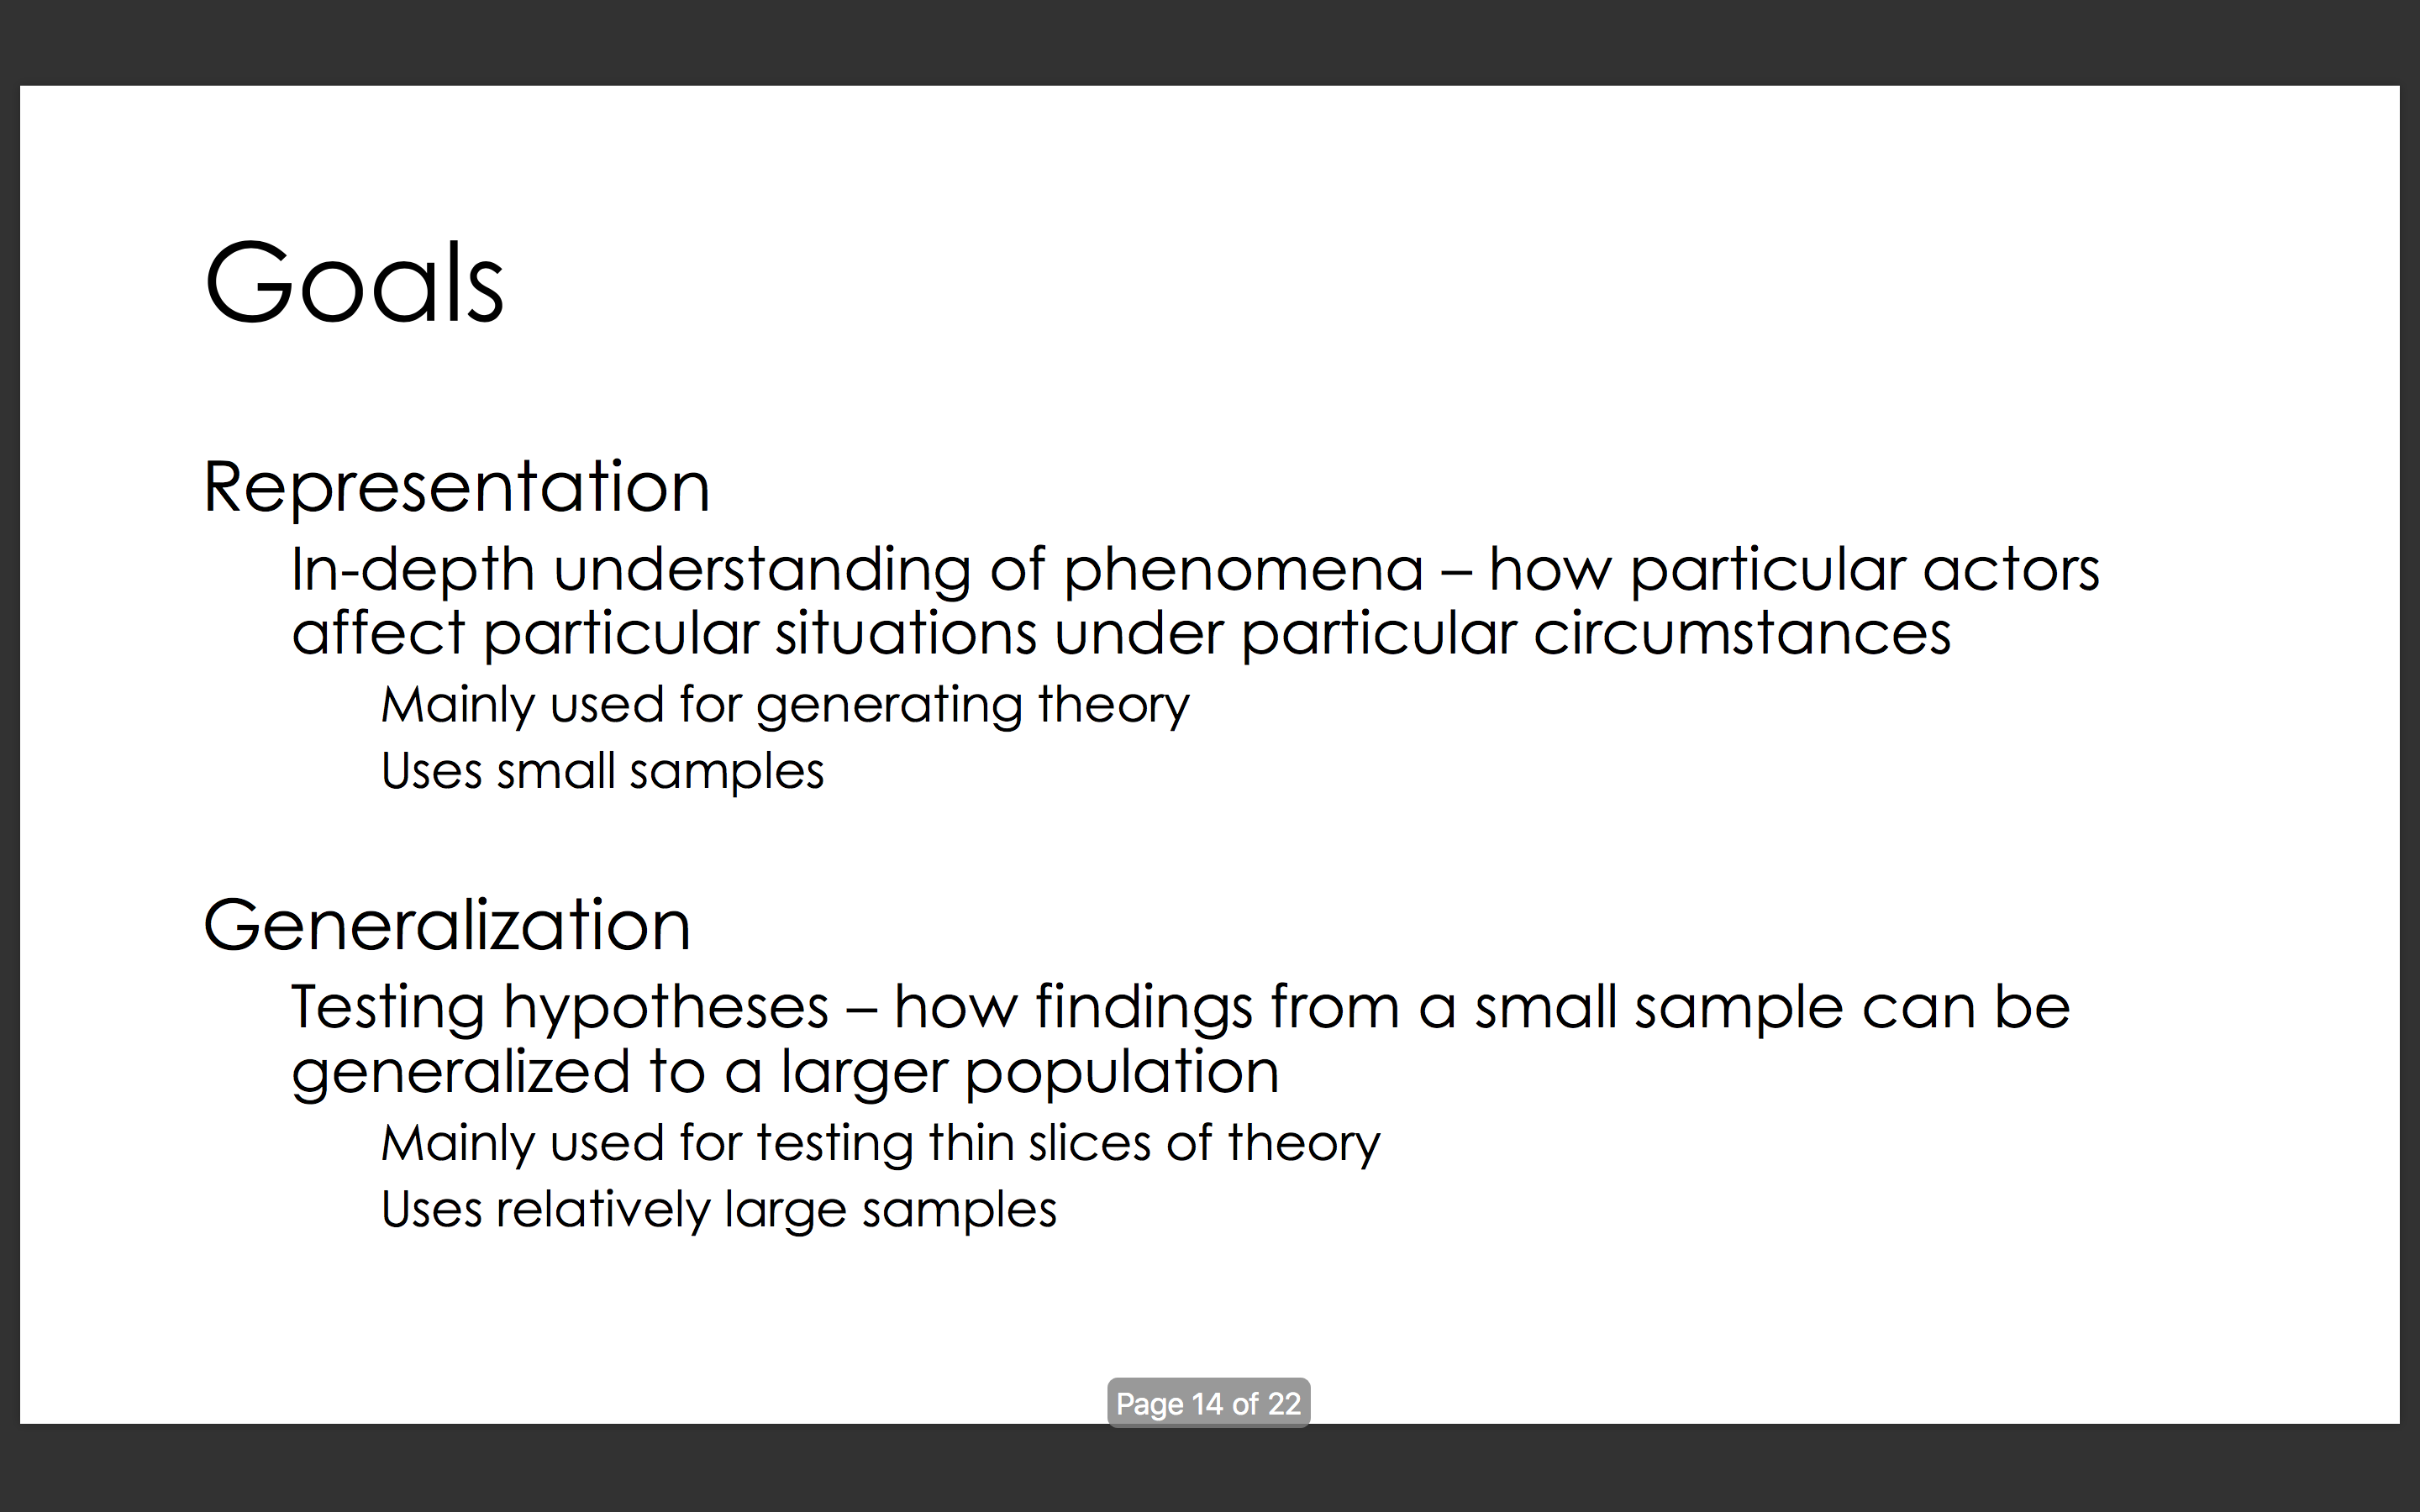 Goals
Representation
In-depth understanding of phenomena – how particular actors
affect particular situations under particular circumstances
Mainly used for generating theory
Uses small samples
Generalization
Testing hypotheses – how findings from a small sample can be
generalized to a larger population
Mainly used for testing thin slices of theory
Uses relatively large samples
Page 14 of 22